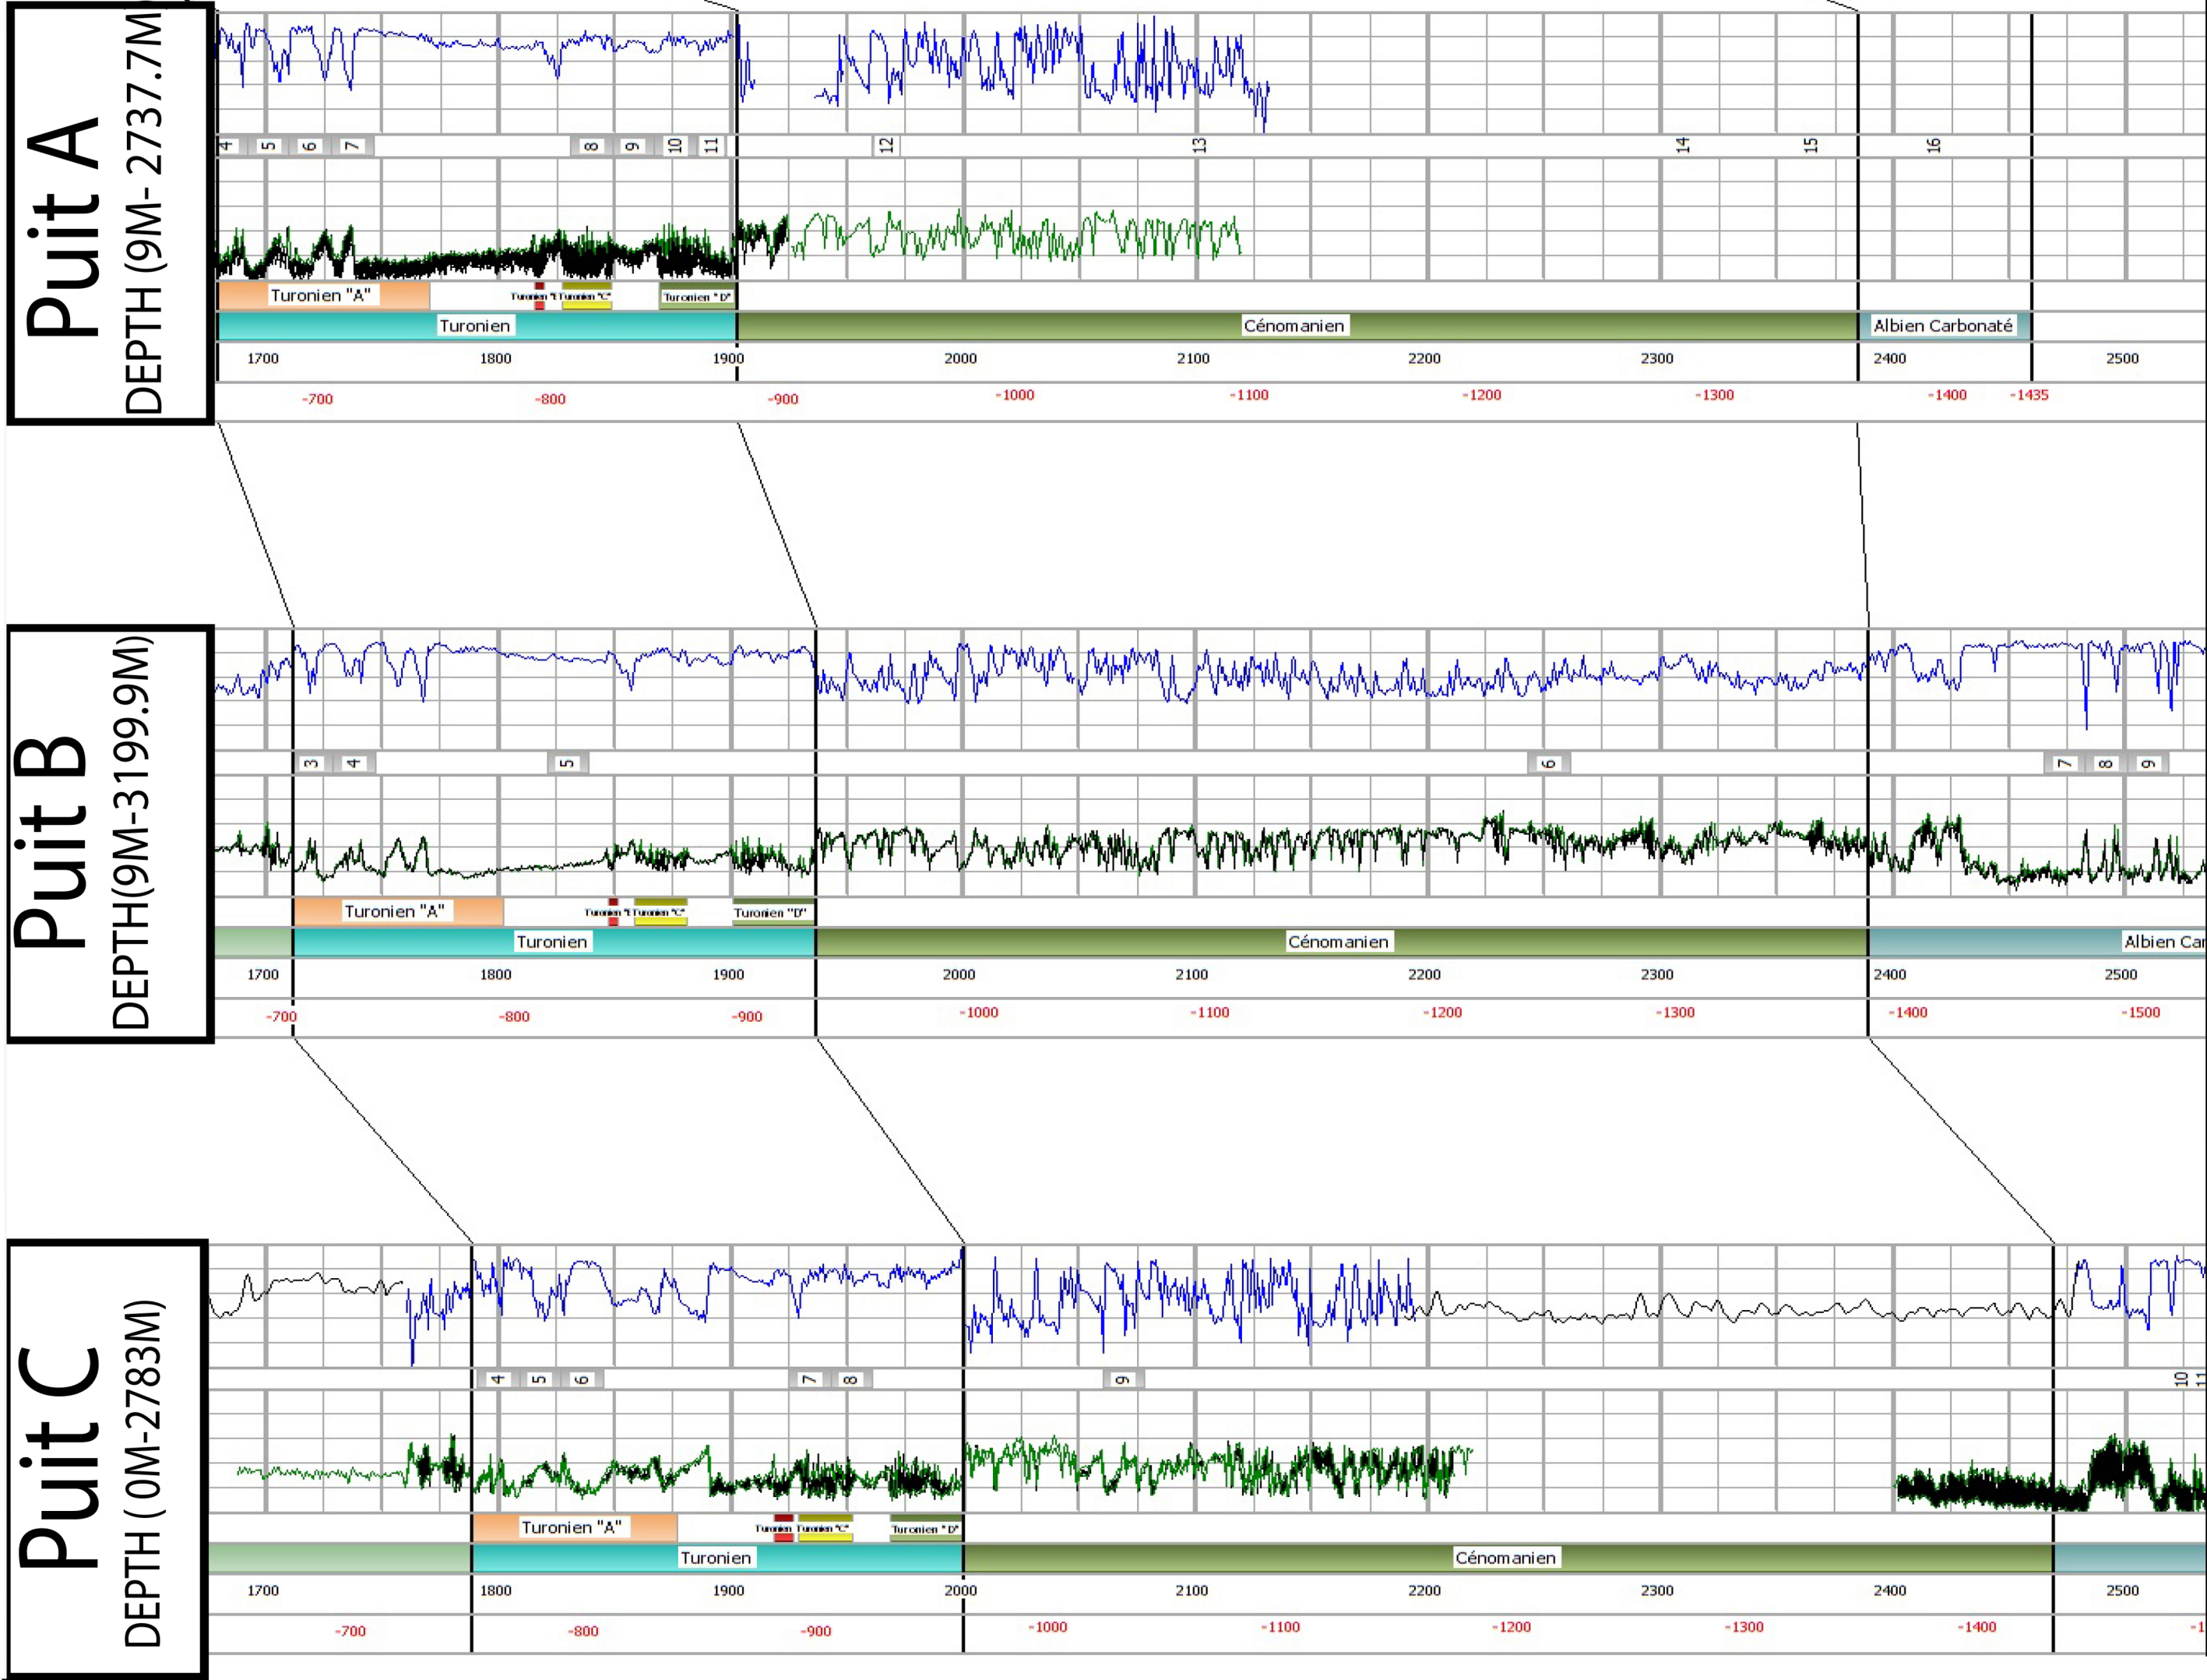 Puit A
DEPTH (9M- 2737.7M)
4 5 6 7 8 9 10 11 12 13 14 15 16
Turonien "A" Turonien "C" Turonien "D"
Turonien Cénomanien Albien Carbonaté
1700 1800 1900 2000 2100 2200 2300 2400 2500
-700 -800 -900 -1000 -1100 -1200 -1300 -1400 -1435
Puit B
DEPTH(9M-3199.9M)
3 4 5 6 7 8 9
Turonien "A" Turonien "C" Turonien "D"
Turonien Cénomanien Albien Car
1700 1800 1900 2000 2100 2200 2300 2400 2500
-700 -800 -900 -1000 -1100 -1200 -1300 -1400 -1500
Puit C
DEPTH ( 0M-2783M)
4 5 6 7 8 9 10 11
Turonien "A" Turonien Turonien "C" Turonien "D"
Turonien Cénomanien
1700 1800 1900 2000 2100 2200 2300 2400 2500
-700 -800 -900 -1000 -1100 -1200 -1300 -1400 -1